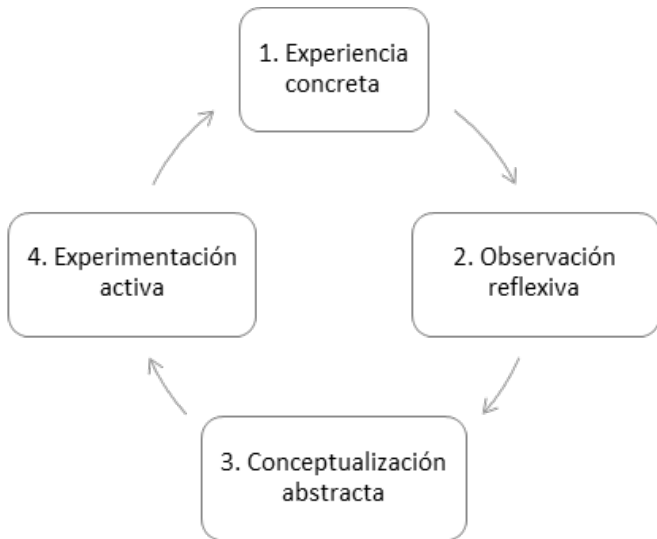 1. Experiencia
concreta
2. Observación
reflexiva
3. Conceptualización
abstracta
4. Experimentación
activa